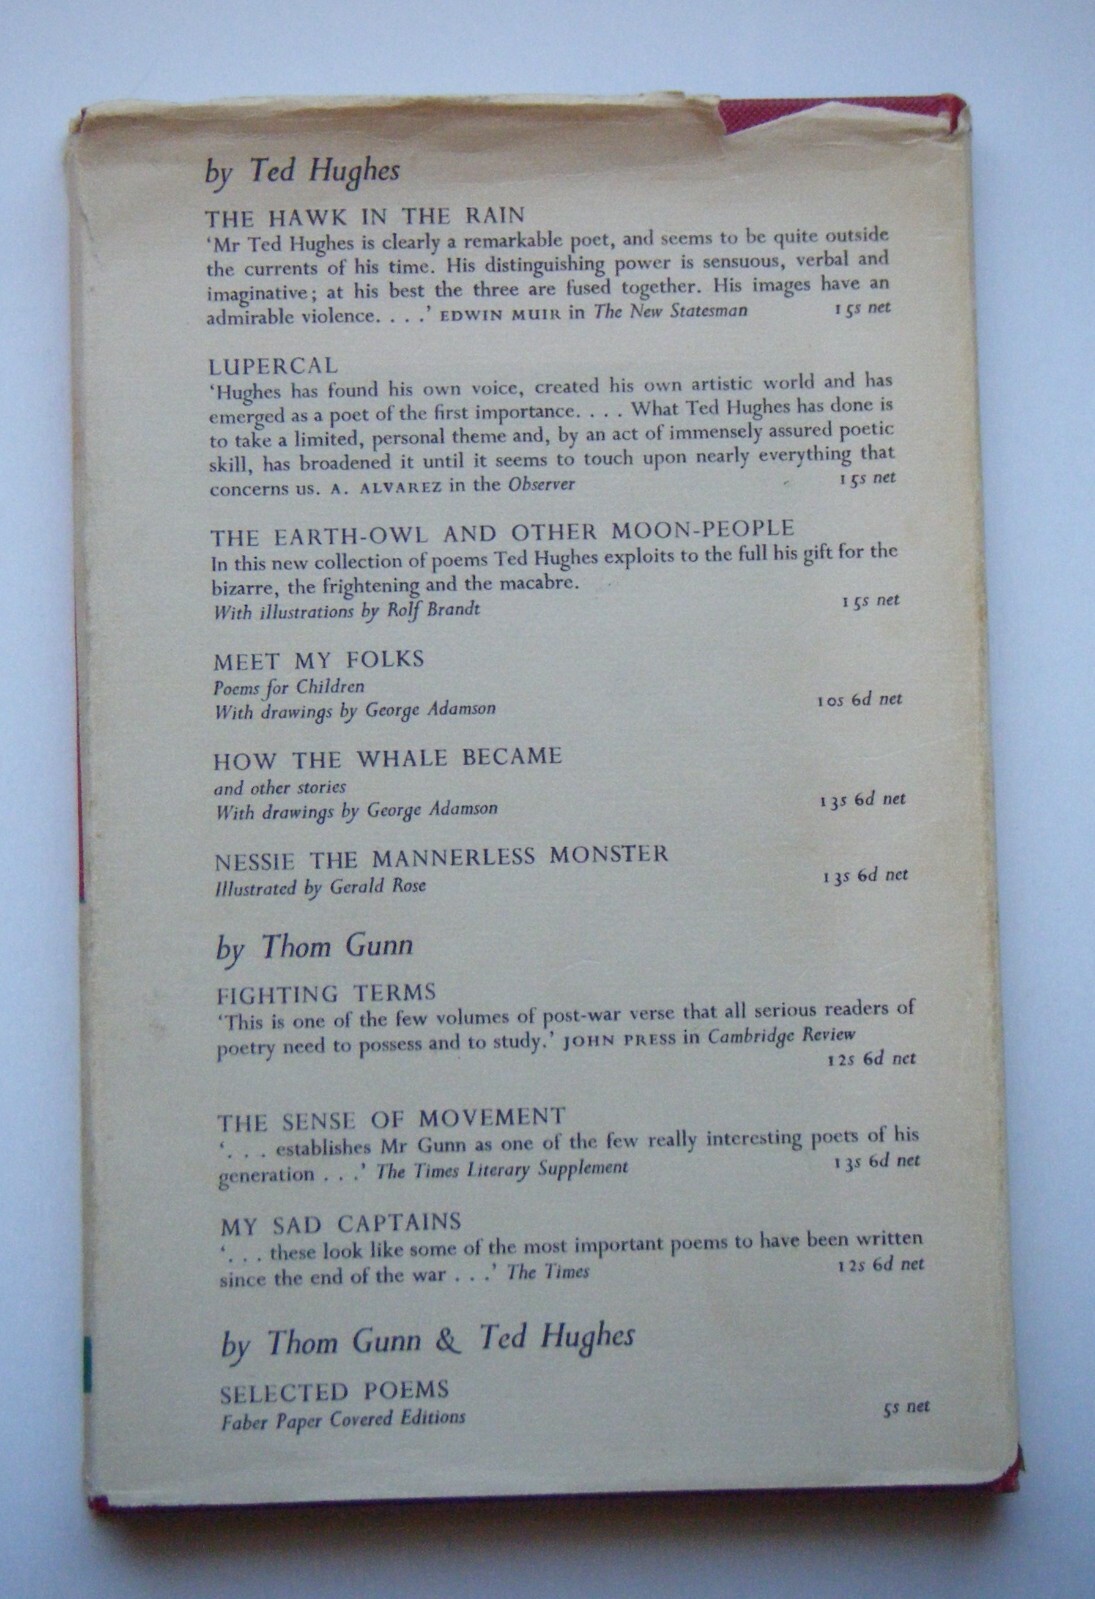 by Ted Hughes
THE HAWK IN THE RAIN
‘Mr Ted Hughes is clearly a remarkable poet, and seems to be quite outside
the currents of his time. His distinguishing power is sensuous, verbal and
imaginative; at his best the three are fused together. His images have an
admirable violence. . . .’ EDWIN MUIR in The New Statesman 15s net
LUPERCAL
‘Hughes has found his own voice, created his own artistic world and has
emerged as a poet of the first importance. . . . What Ted Hughes has done is
to take a limited, personal theme and, by an act of immensely assured poetic
skill, has broadened it until it seems to touch upon nearly everything that
concerns us. A. ALVAREZ in the Observer 15s net
THE EARTH-OWL AND OTHER MOON-PEOPLE
In this new collection of poems Ted Hughes exploits to the full his gift for the
bizarre, the frightening and the macabre.
With illustrations by Rolf Brandt 15s net
MEET MY FOLKS
Poems for Children
With drawings by George Adamson 10s 6d net
HOW THE WHALE BECAME
and other stories
With drawings by George Adamson 13s 6d net
NESSIE THE MANNERLESS MONSTER
Illustrated by Gerald Rose 13s 6d net
by Thom Gunn
FIGHTING TERMS
‘This is one of the few volumes of post-war verse that all serious readers of
poetry need to possess and to study.’ JOHN PRESS in Cambridge Review
12s 6d net
THE SENSE OF MOVEMENT
‘. . . establishes Mr Gunn as one of the few really interesting poets of his
generation . . .’ The Times Literary Supplement 13s 6d net
MY SAD CAPTAINS
‘. . . these look like some of the most important poems to have been written
since the end of the war . . .’ The Times 12s 6d net
by Thom Gunn & Ted Hughes
SELECTED POEMS
Faber Paper Covered Editions 5s net